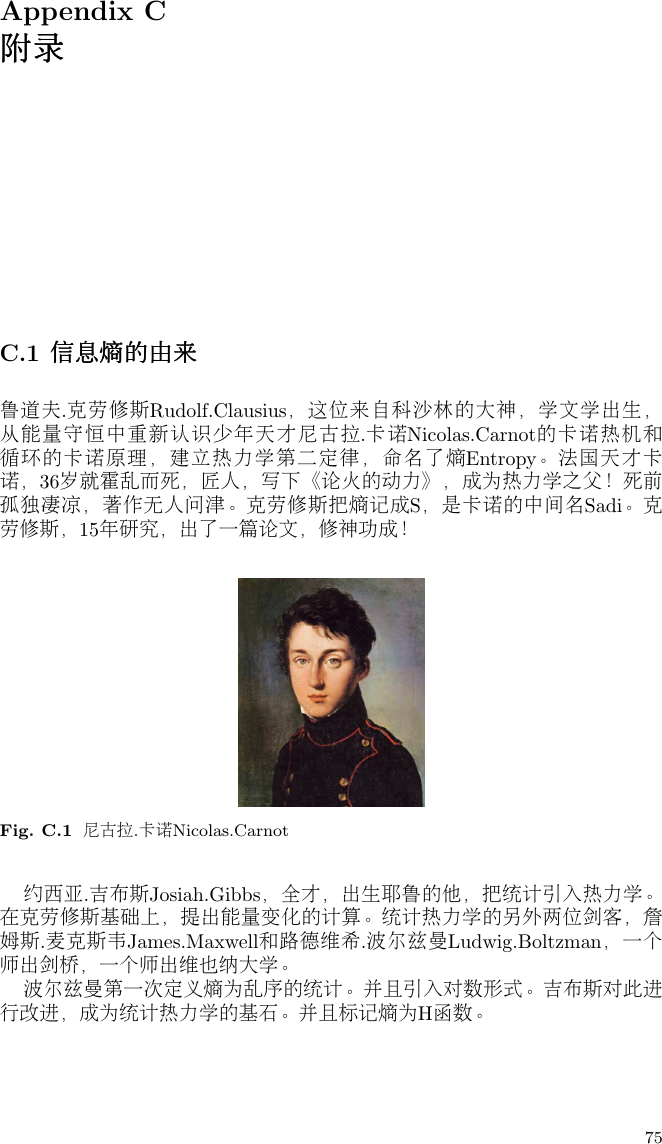 Appendix C
附录
C.1 信息熵的由来
鲁道夫.克劳修斯Rudolf.Clausius，这位来自科沙林的大神，学文学出生，
从能量守恒中重新认识少年天才尼古拉.卡诺Nicolas.Carnot的卡诺热机和
循环的卡诺原理，建立热力学第二定律，命名了熵Entropy。法国天才卡
诺，36岁就霍乱而死，匠人，写下《论火的动力》，成为热力学之父！死前
孤独凄凉，著作无人问津。克劳修斯把熵记成S，是卡诺的中间名Sadi。克
劳修斯，15年研究，出了一篇论文，修神功成！
Fig. C.1 尼古拉.卡诺Nicolas.Carnot
约西亚.吉布斯Josiah.Gibbs，全才，出生耶鲁的他，把统计引入热力学。
在克劳修斯基础上，提出能量变化的计算。统计热力学的另外两位剑客，詹
姆斯.麦克斯韦James.Maxwell和路德维希.波尔兹曼Ludwig.Boltzman，一个
师出剑桥，一个师出维也纳大学。
波尔兹曼第一次定义熵为乱序的统计。并且引入对数形式。吉布斯对此进
行改进，成为统计热力学的基石。并且标记熵为H函数。
75